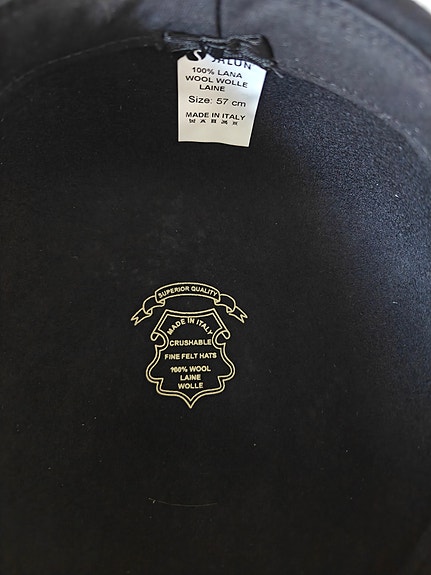 JALUN
100% LANA
WOOL WOLLE
LAINE
Size: 57 cm
MADE IN ITALY
SUPERIOR QUALITY
MADE IN ITALY
CRUSHABLE
FINE FELT HATS
100% WOOL
LAINE
WOLLE